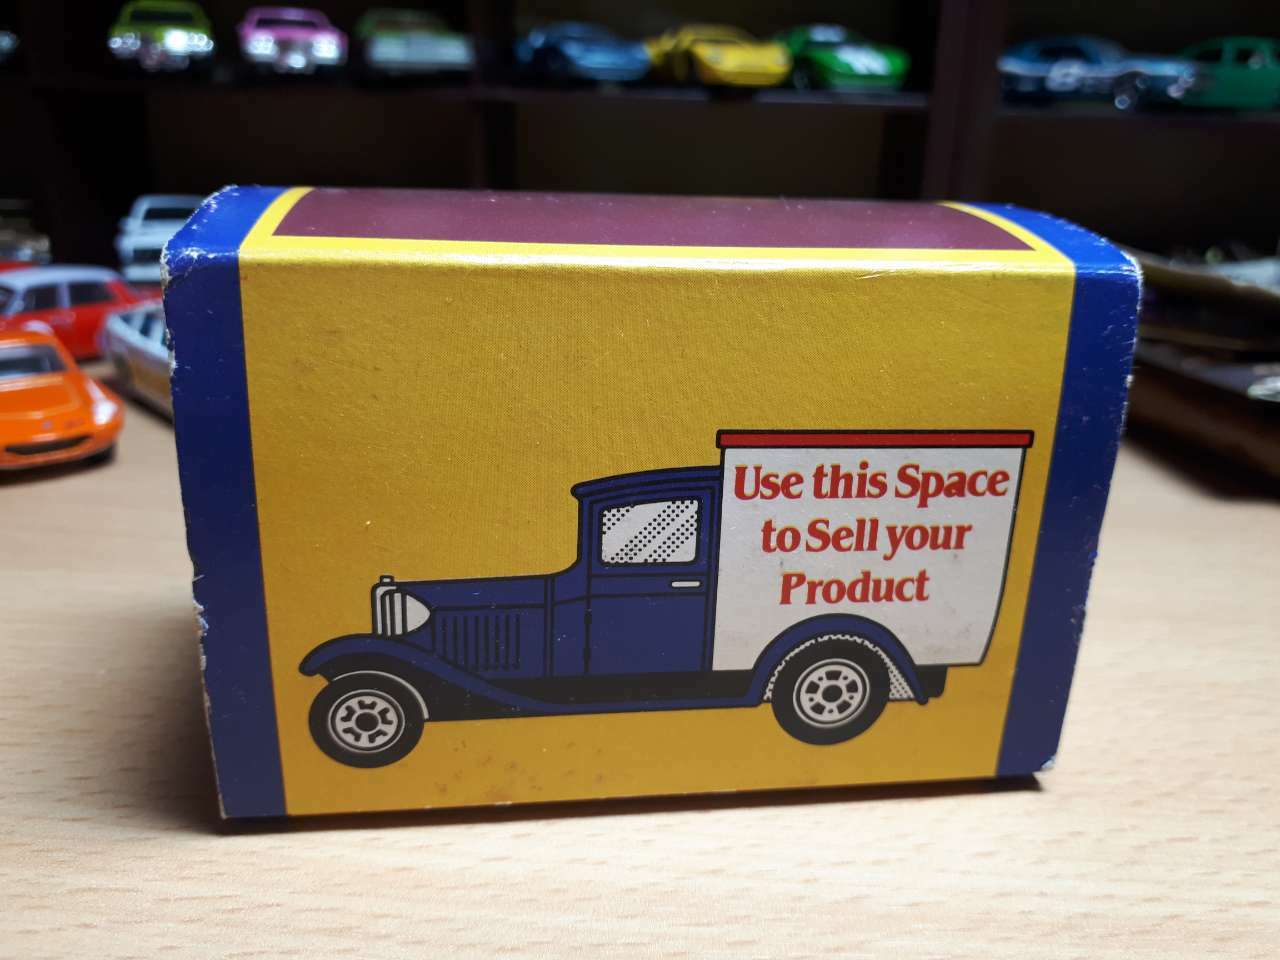 Use this Space
to Sell your
Product